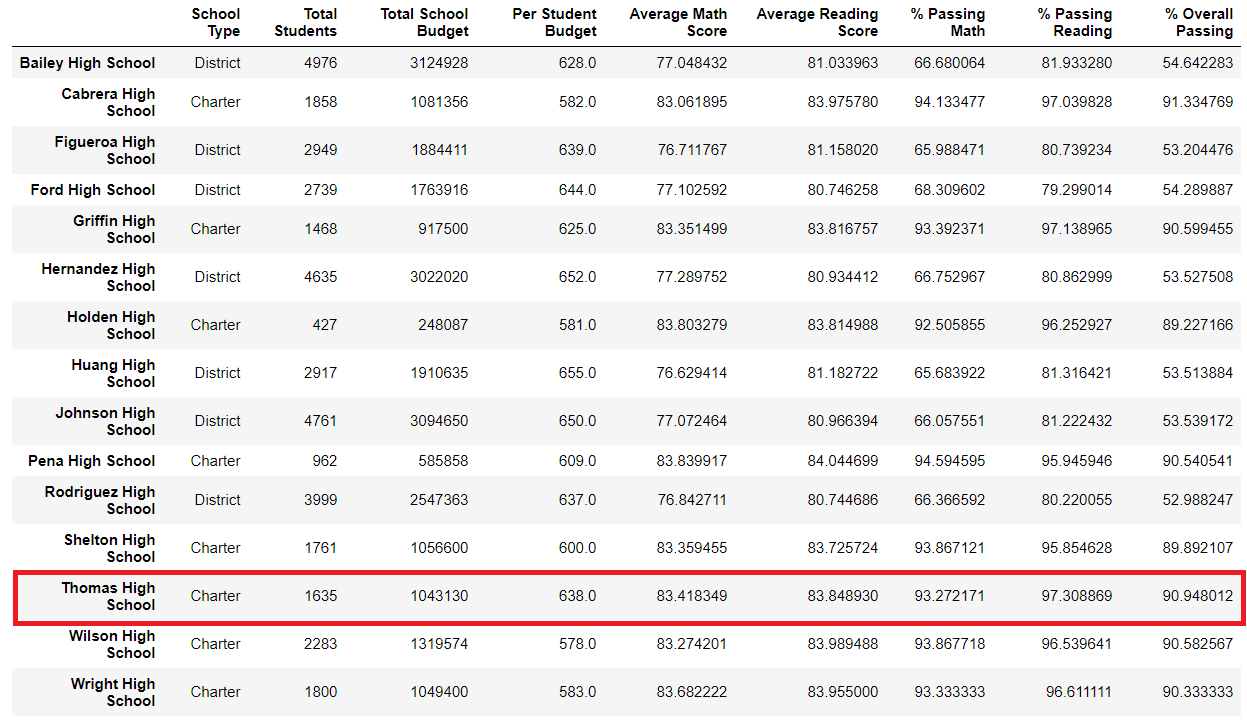 School Total Total School Per Student Average Math Average Reading % Passing % Passing % Overall
Type Students Budget Budget Score Score Math Reading Passing
Bailey High School District 4976 3124928 628.0 77.048432 81.033963 66.680064 81.933280 54.642283
Cabrera High
School Charter 1858 1081356 582.0 83.061895 83.975780 94.133477 97.039828 91.334769
Figueroa High
School District 2949 1884411 639.0 76.711767 81.158020 65.988471 80.739234 53.204476
Ford High School District 2739 1763916 644.0 77.102592 80.746258 68.309602 79.299014 54.289887
Griffin High
School Charter 1468 917500 625.0 83.351499 83.816757 93.392371 97.138965 90.599455
Hernandez High
School District 4635 3022020 652.0 77.289752 80.934412 66.752967 80.862999 53.527508
Holden High
School Charter 427 248087 581.0 83.803279 83.814988 92.505855 96.252927 89.227166
Huang High
School District 2917 1910635 655.0 76.629414 81.182722 65.683922 81.316421 53.513884
Johnson High
School District 4761 3094650 650.0 77.072464 80.966394 66.057551 81.222432 53.539172
Pena High School Charter 962 585858 609.0 83.839917 84.044699 94.594595 95.945946 90.540541
Rodriguez High
School District 3999 2547363 637.0 76.842711 80.744686 66.366592 80.220055 52.988247
Shelton High
School Charter 1761 1056600 600.0 83.359455 83.725724 93.867121 95.854628 89.892107
Thomas High
School Charter 1635 1043130 638.0 83.418349 83.848930 93.272171 97.308869 90.948012
Wilson High
School Charter 2283 1319574 578.0 83.274201 83.989488 93.867718 96.539641 90.582567
Wright High
School Charter 1800 1049400 583.0 83.682222 83.955000 93.333333 96.611111 90.333333